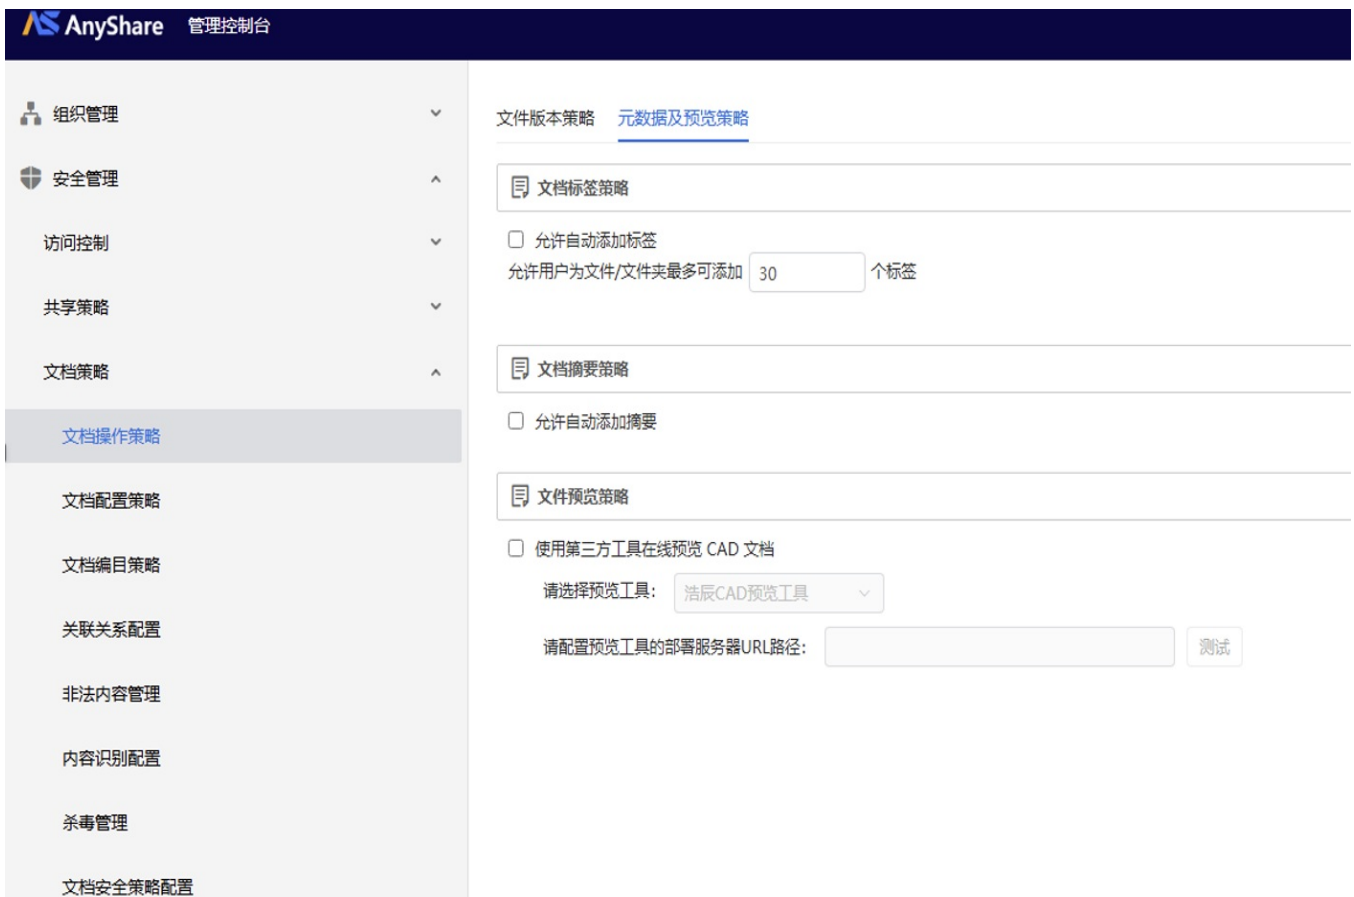 AnyShare 管理控制台
组织管理
安全管理
访问控制
共享策略
文档策略
文档操作策略
文档配置策略
文档编目策略
关联关系配置
非法内容管理
内容识别配置
杀毒管理
文档安全策略配置
文件版本策略 元数据及预览策略
文档标签策略
允许自动添加标签
允许用户为文件/文件夹最多可添加 30 个标签
文档摘要策略
允许自动添加摘要
文件预览策略
使用第三方工具在线预览 CAD 文档
请选择预览工具： 浩辰CAD预览工具
请配置预览工具的部署服务器URL路径： 测试